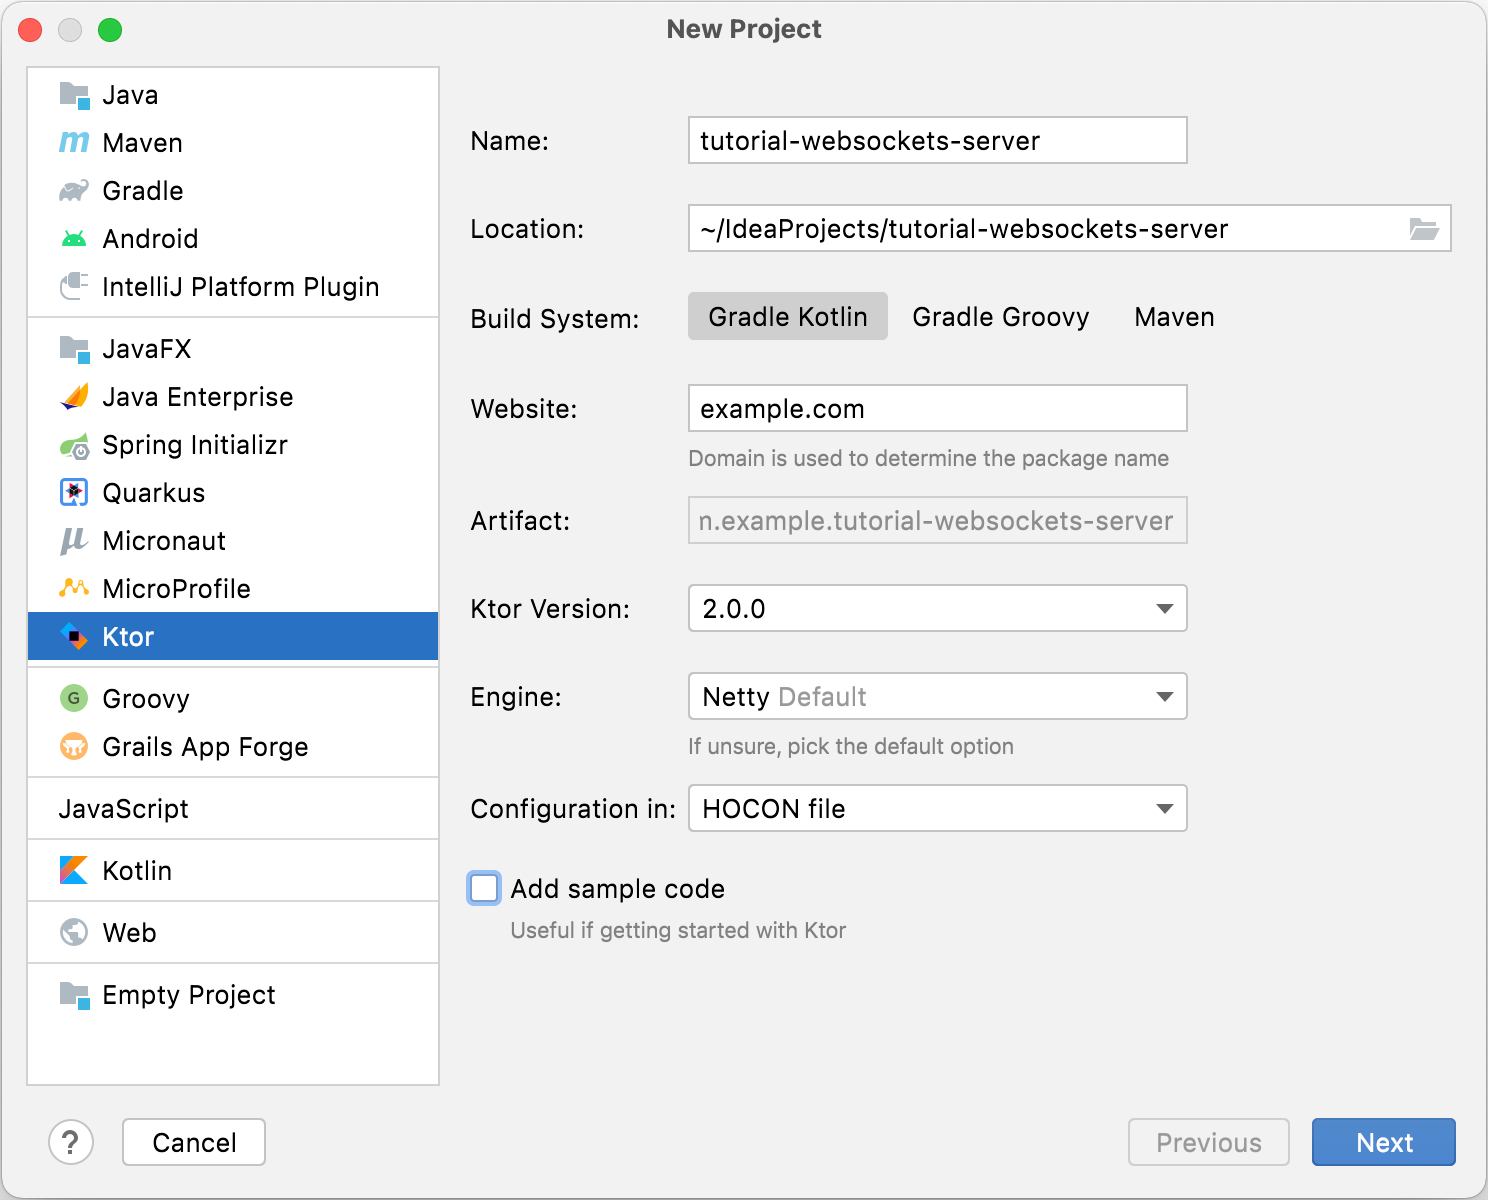 New Project
Java
Maven
Gradle
Android
IntelliJ Platform Plugin
JavaFX
Java Enterprise
Spring Initializr
Quarkus
Micronaut
MicroProfile
Ktor
G Groovy
Grails App Forge
JavaScript
Kotlin
Web
Empty Project
Name: tutorial-websockets-server
Location: ~/IdeaProjects/tutorial-websockets-server
Build System: Gradle Kotlin Gradle Groovy Maven
Website: example.com
Domain is used to determine the package name
Artifact: n.example.tutorial-websockets-server
Ktor Version: 2.0.0
Engine: Netty Default
If unsure, pick the default option
Configuration in: HOCON file
Add sample code
Useful if getting started with Ktor
? Cancel Previous Next